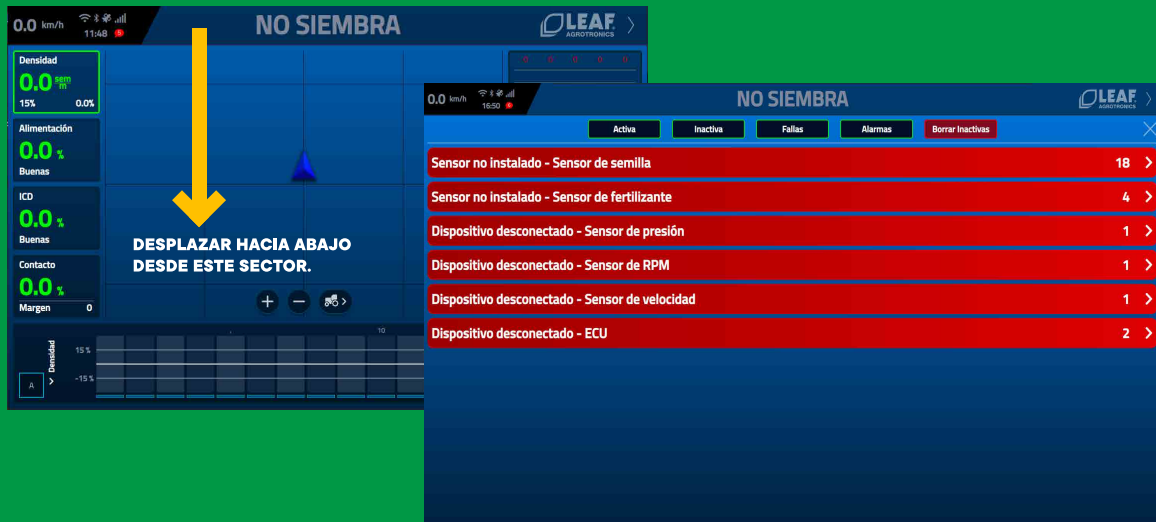 0.0 km/h
11:48 5
NO SIEMBRA
LEAF
AGROTRONICS
Densidad
0.0 sem
m
15% 0.0%
Alimentación
0.0 %
Buenas
ICD
0.0 %
Buenas
Contacto
0.0 %
Margen 0
DESPLAZAR HACIA ABAJO
DESDE ESTE SECTOR.
10
Densidad
15 %
-15 %
A
0.0 km/h
16:50 6
NO SIEMBRA
LEAF
AGROTRONICS
Activa Inactiva Fallas Alarmas Borrar Inactivas
Sensor no instalado - Sensor de semilla 18
Sensor no instalado - Sensor de fertilizante 4
Dispositivo desconectado - Sensor de presión 1
Dispositivo desconectado - Sensor de RPM 1
Dispositivo desconectado - Sensor de velocidad 1
Dispositivo desconectado - ECU 2